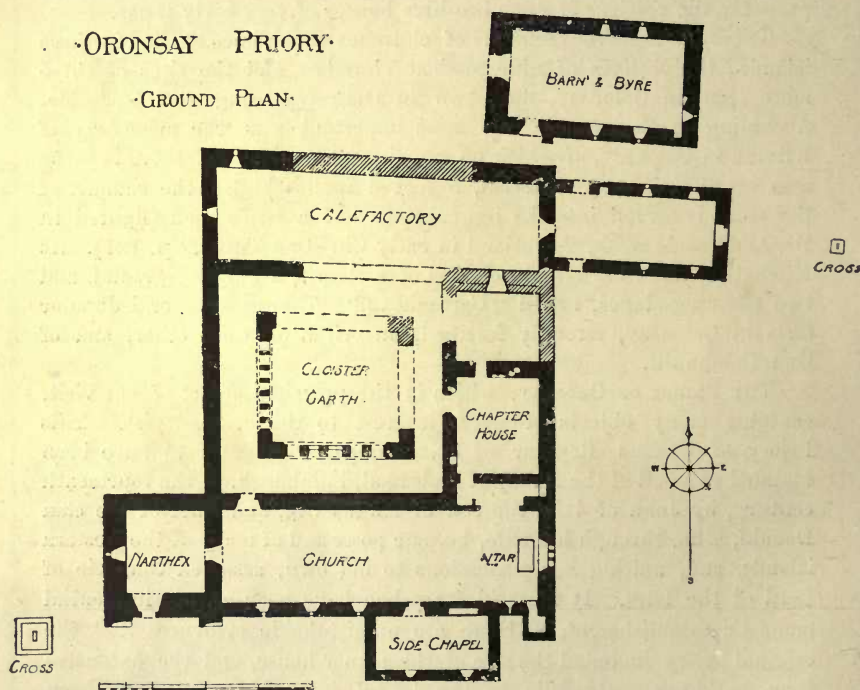 ·ORONSAY PRIORY·
·GROUND PLAN·
BARN & BYRE
CALEFACTORY
CROSS
CLOISTER
GARTH
CHAPTER
HOUSE
N
W
E
S
NARTHEX
CHURCH
ALTAR
SIDE CHAPEL
CROSS